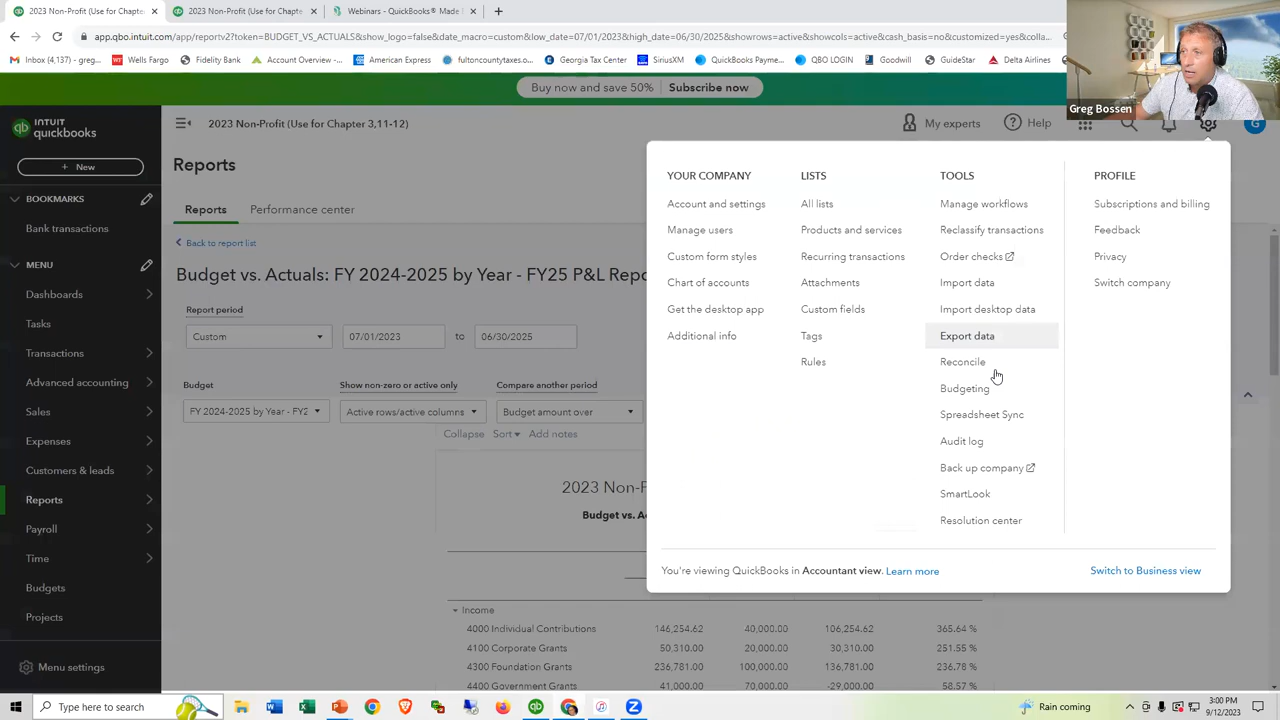 2023 Non-Profit (Use for Chapte
2023 Non-Profit (Use for Chapte
Webinars - QuickBooks® Made
app.qbo.intuit.com/app/reportv2?token=BUDGET_VS_ACTUALS&show_logo=false&date_macro=custom&low_date=07/01/2023&high_date=06/30/2025&showrows=active&showcols=active&cash_basis=no&customized=yes&colla...
Inbox (4,137) - greg...
Wells Fargo
Fidelity Bank
Account Overview -...
American Express
fultoncountytaxes.o...
Georgia Tax Center
SiriusXM
QuickBooks Payme...
QBO LOGIN
Goodwill
GuideStar
Delta Airlines
Greg Bossen
Buy now and save 50%
Subscribe now
INTUIT
quickbooks
2023 Non-Profit (Use for Chapter 3,11-12)
My experts
Help
G
+ New
BOOKMARKS
Bank transactions
MENU
Dashboards
Tasks
Transactions
Advanced accounting
Sales
Expenses
Customers & leads
Reports
Payroll
Time
Budgets
Projects
Menu settings
Reports
Reports
Performance center
Back to report list
Budget vs. Actuals: FY 2024-2025 by Year - FY25 P&L Repo
Report period
Custom
07/01/2023
to
06/30/2025
Budget
Show non-zero or active only
Compare another period
FY 2024-2025 by Year - FY2
Active rows/active columns
Budget amount over
Collapse
Sort
Add notes
2023 Non-P
Budget vs. A
Income
4000 Individual Contributions 146,254.62 40,000.00 106,254.62 365.64 %
4100 Corporate Grants 50,310.00 20,000.00 30,310.00 251.55 %
4300 Foundation Grants 236,781.00 100,000.00 136,781.00 236.78 %
4400 Government Grants 41,000.00 70,000.00 -29,000.00 58.57 %
YOUR COMPANY
Account and settings
Manage users
Custom form styles
Chart of accounts
Get the desktop app
Additional info
LISTS
All lists
Products and services
Recurring transactions
Attachments
Custom fields
Tags
Rules
TOOLS
Manage workflows
Reclassify transactions
Order checks
Import data
Import desktop data
Export data
Reconcile
Budgeting
Spreadsheet Sync
Audit log
Back up company
SmartLook
Resolution center
PROFILE
Subscriptions and billing
Feedback
Privacy
Switch company
You're viewing QuickBooks in Accountant view. Learn more
Switch to Business view
Type here to search
Rain coming
3:00 PM
9/12/2023